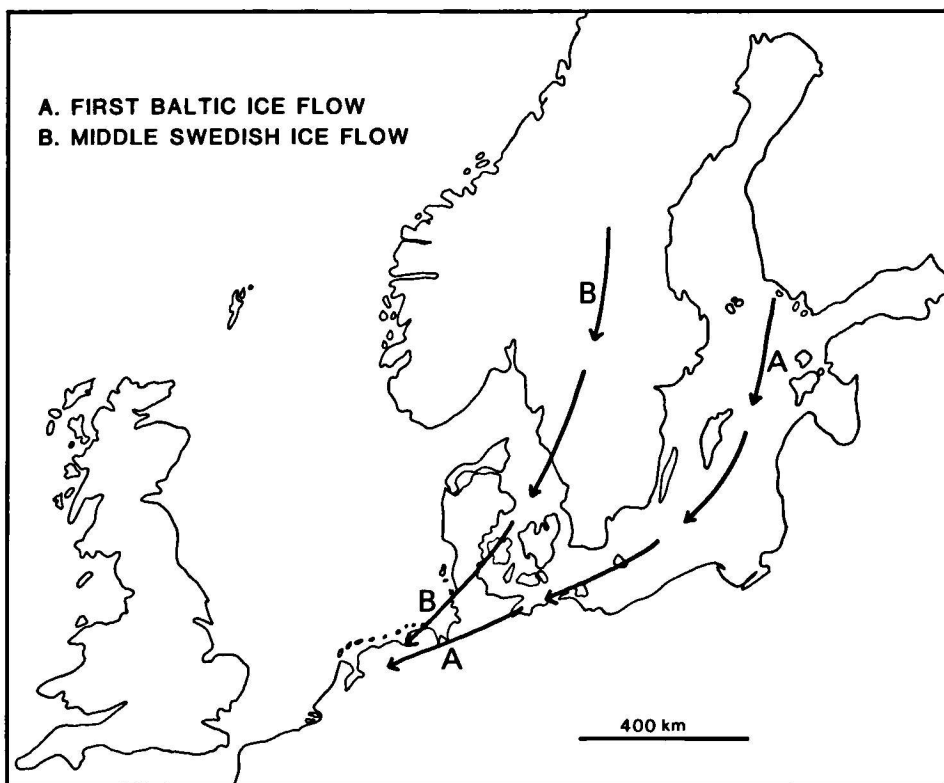 A. FIRST BALTIC ICE FLOW
B. MIDDLE SWEDISH ICE FLOW
B
A
B
A
400 km